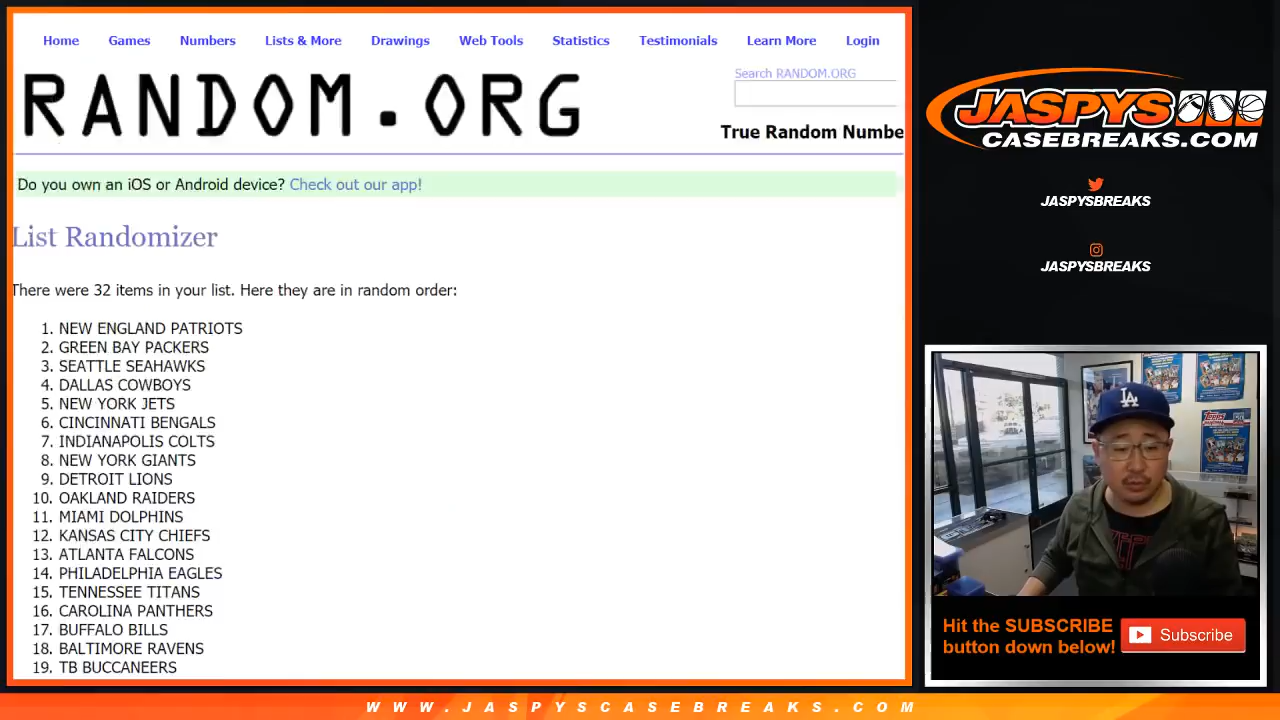 Home Games Numbers Lists & More Drawings Web Tools Statistics Testimonials Learn More Login
RANDOM.ORG
Search RANDOM.ORG
True Random Numbe
Do you own an iOS or Android device? Check out our app!
List Randomizer
There were 32 items in your list. Here they are in random order:
1. NEW ENGLAND PATRIOTS
2. GREEN BAY PACKERS
3. SEATTLE SEAHAWKS
4. DALLAS COWBOYS
5. NEW YORK JETS
6. CINCINNATI BENGALS
7. INDIANAPOLIS COLTS
8. NEW YORK GIANTS
9. DETROIT LIONS
10. OAKLAND RAIDERS
11. MIAMI DOLPHINS
12. KANSAS CITY CHIEFS
13. ATLANTA FALCONS
14. PHILADELPHIA EAGLES
15. TENNESSEE TITANS
16. CAROLINA PANTHERS
17. BUFFALO BILLS
18. BALTIMORE RAVENS
19. TB BUCCANEERS
JASPYS
CASEBREAKS.COM
JASPYSBREAKS
JASPYSBREAKS
LA
topps
Hit the SUBSCRIBE
button down below!
Subscribe
WWW.JASPYSCASEBREAKS.COM